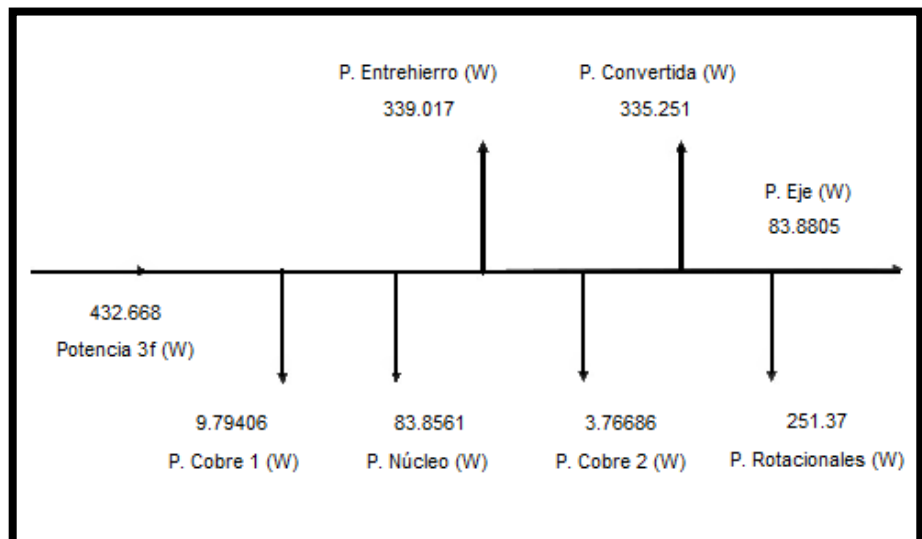 P. Entrehierro (W)
339.017
P. Convertida (W)
335.251
P. Eje (W)
83.8805
432.668
Potencia 3f (W)
9.79406
P. Cobre 1 (W)
83.8561
P. Núcleo (W)
3.76686
P. Cobre 2 (W)
251.37
P. Rotacionales (W)